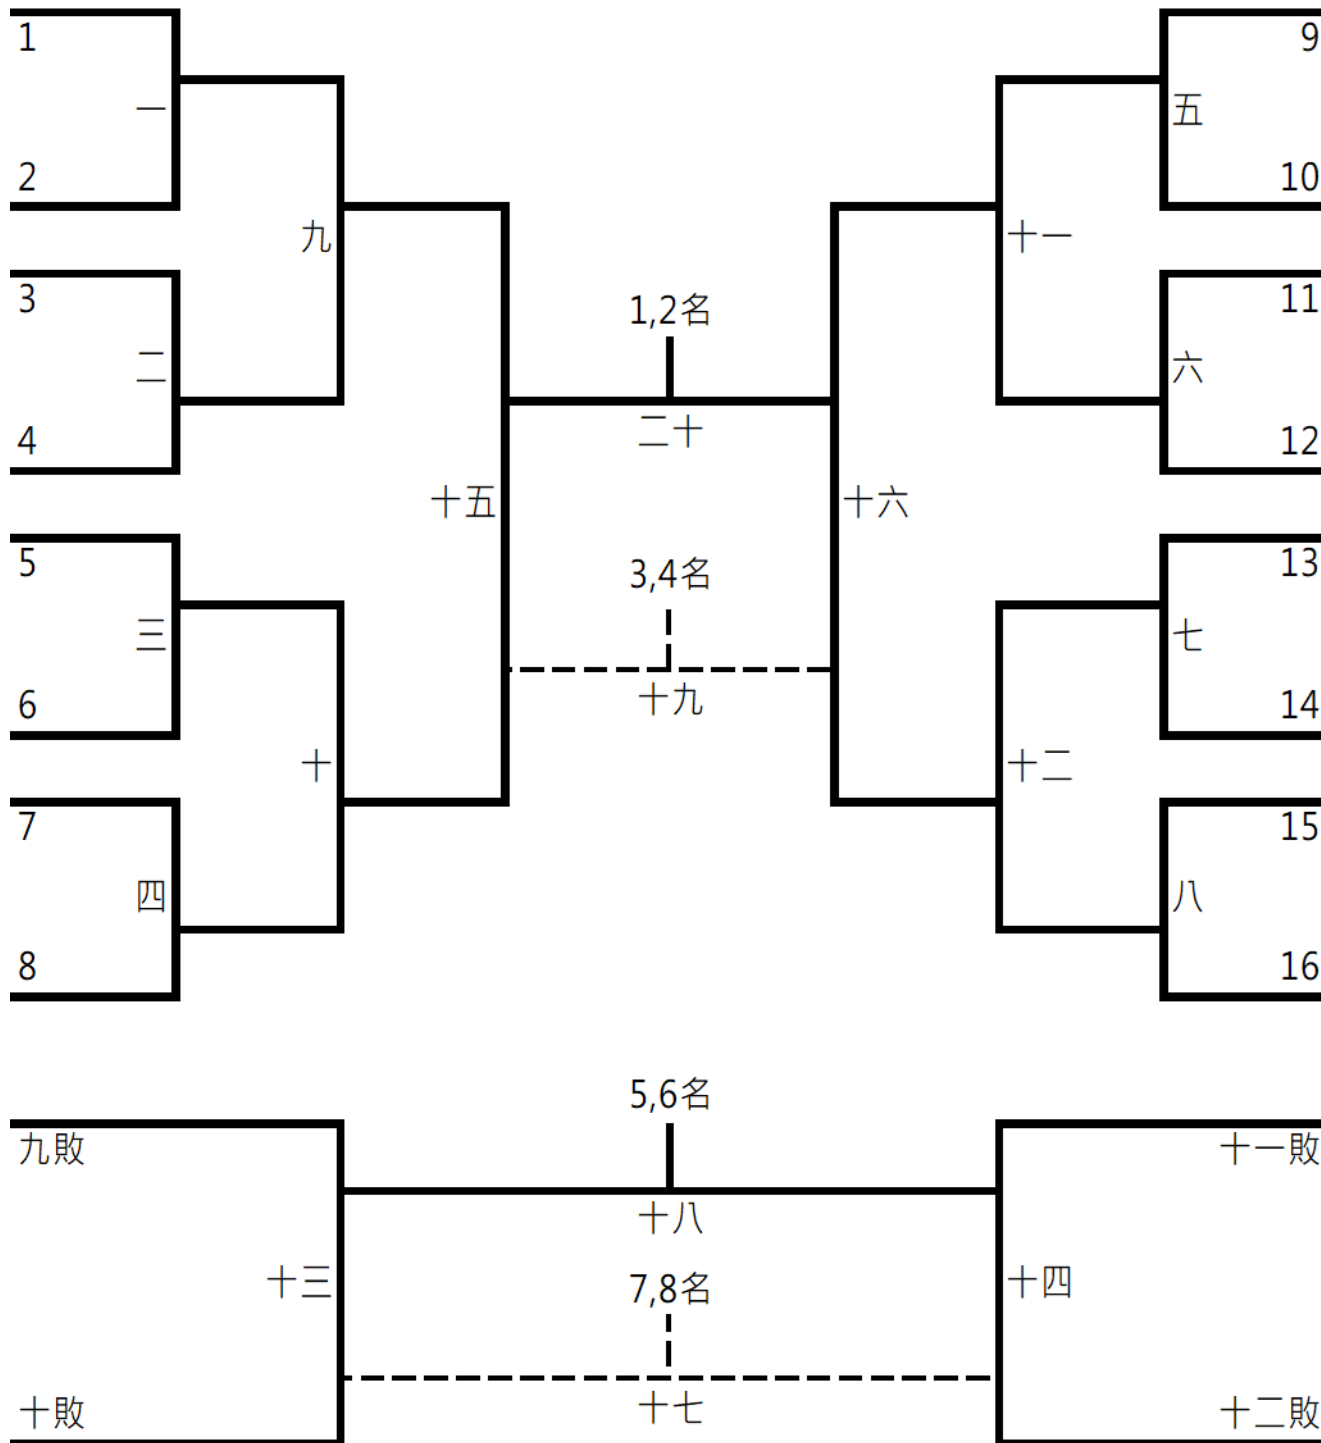 1
9
一
五
2
10
九
十一
3
11
1,2名
二
六
4
12
二十
十五
十六
5
13
3,4名
三
七
6
14
十九
十
十二
7
15
四
八
8
16
5,6名
九敗
十一敗
十八
十三
7,8名
十四
十敗
十七
十二敗